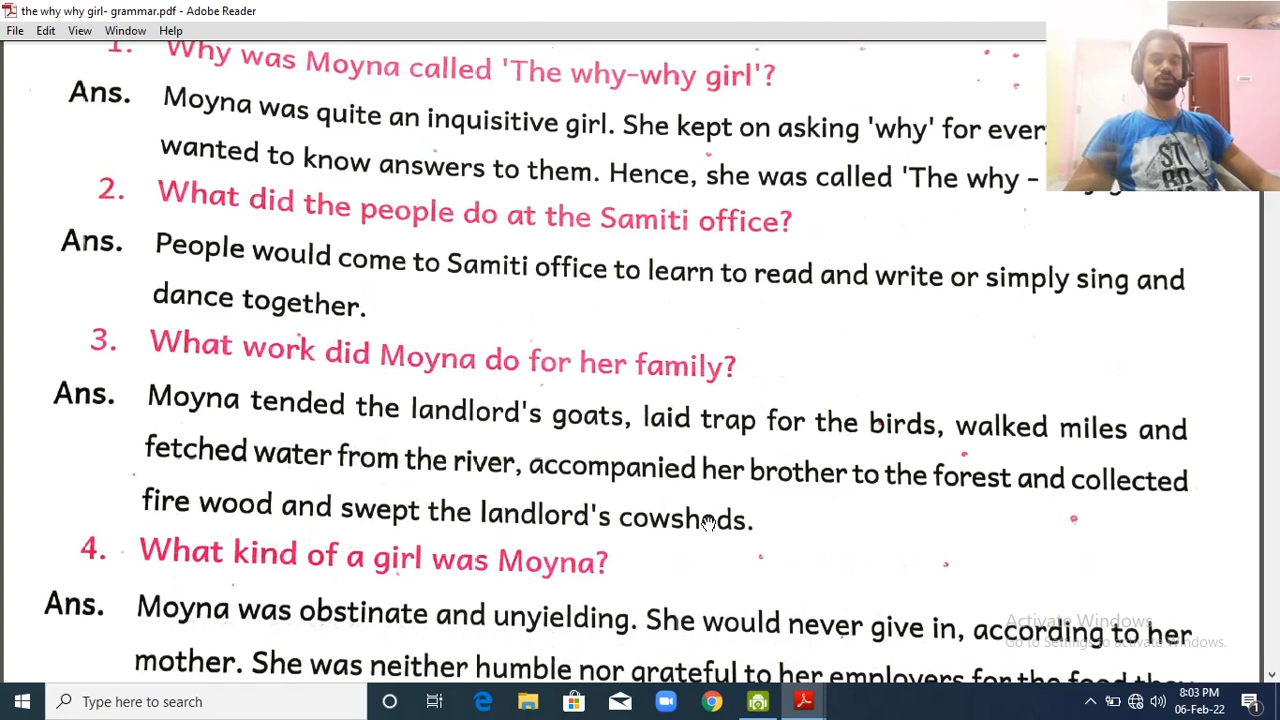 the why why girl- grammar.pdf - Adobe Reader
File Edit View Window Help
1. Why was Moyna called 'The why-why girl'?
Ans. Moyna was quite an inquisitive girl. She kept on asking 'why' for ever
wanted to know answers to them. Hence, she was called 'The why -
2. What did the people do at the Samiti office?
Ans. People would come to Samiti office to learn to read and write or simply sing and
dance together.
3. What work did Moyna do for her family?
Ans. Moyna tended the landlord's goats, laid trap for the birds, walked miles and
fetched water from the river, accompanied her brother to the forest and collected
fire wood and swept the landlord's cowsheds.
4. What kind of a girl was Moyna?
Ans. Moyna was obstinate and unyielding. She would never give in, according to her
mother. She was neither humble nor grateful to her employers for the food they
Activate Windows
Go to Settings to activate Windows.
Type here to search
8:03 PM
06-Feb-22